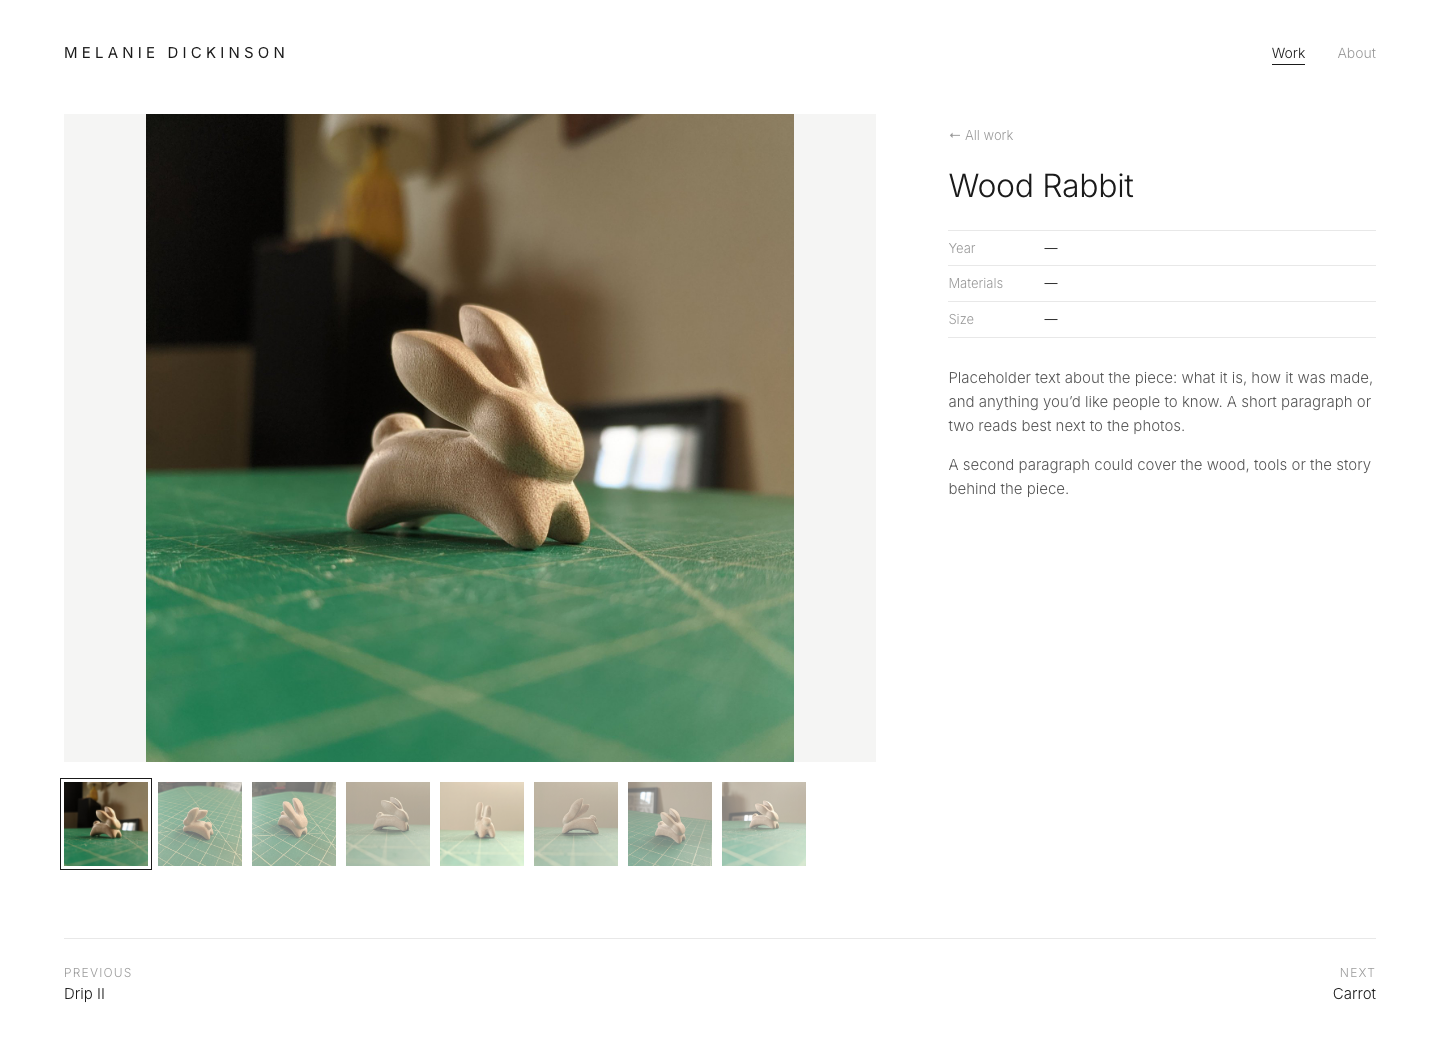 MELANIE DICKINSON
Work
About
← All work
Wood Rabbit
Year —
Materials —
Size —
Placeholder text about the piece: what it is, how it was made,
and anything you’d like people to know. A short paragraph or
two reads best next to the photos.
A second paragraph could cover the wood, tools or the story
behind the piece.
PREVIOUS
Drip II
NEXT
Carrot